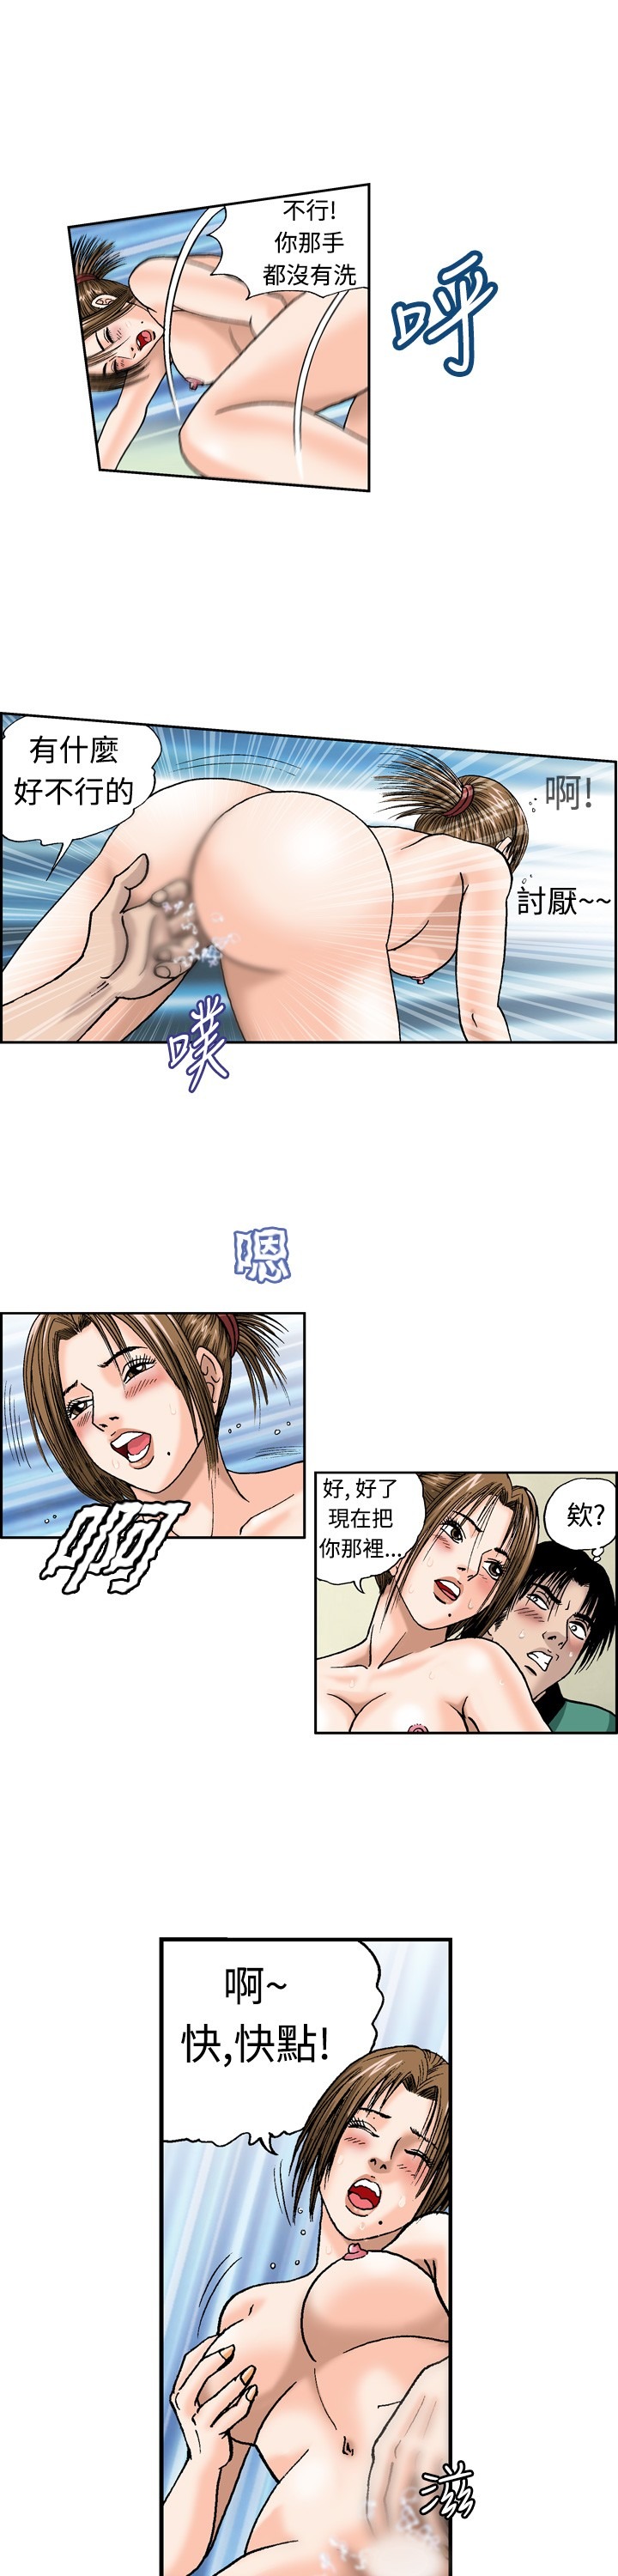 不行!
你那手
都沒有洗
呼
有什麼
好不行的
啊!
討厭~~
噗
嗯
啊
好,好了
現在把
你那裡...
欸?
啊~
快,快點!
滋